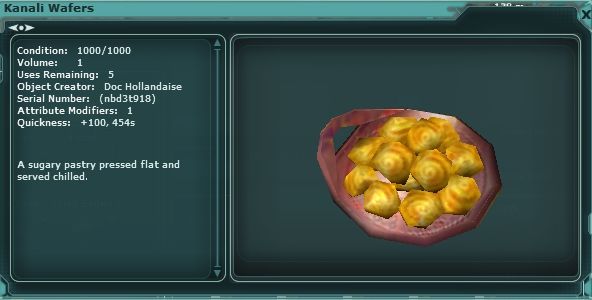 Kanali Wafers
Condition: 1000/1000
Volume: 1
Uses Remaining: 5
Object Creator: Doc Hollandaise
Serial Number: (nbd3t918)
Attribute Modifiers: 1
Quickness: +100, 454s
A sugary pastry pressed flat and
served chilled.